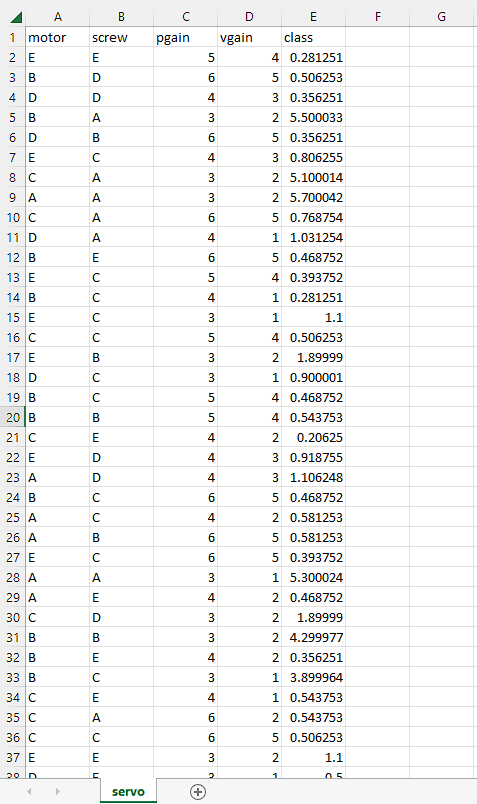 A B C D E F G
1 motor screw pgain vgain class
2 E E 5 4 0.281251
3 B D 6 5 0.506253
4 D D 4 3 0.356251
5 B A 3 2 5.500033
6 D B 6 5 0.356251
7 E C 4 3 0.806255
8 C A 3 2 5.100014
9 A A 3 2 5.700042
10 C A 6 5 0.768754
11 D A 4 1 1.031254
12 B E 6 5 0.468752
13 E C 5 4 0.393752
14 B C 4 1 0.281251
15 E C 3 1 1.1
16 C C 5 4 0.506253
17 E B 3 2 1.89999
18 D C 3 1 0.900001
19 B C 5 4 0.468752
20 B B 5 4 0.543753
21 C E 4 2 0.20625
22 E D 4 3 0.918755
23 A D 4 3 1.106248
24 B C 6 5 0.468752
25 A C 4 2 0.581253
26 A B 6 5 0.581253
27 E C 6 5 0.393752
28 A A 3 1 5.300024
29 A E 4 2 0.468752
30 C D 3 2 1.89999
31 B B 3 2 4.299977
32 B E 4 2 0.356251
33 B C 3 1 3.899964
34 C E 4 1 0.543753
35 C A 6 2 0.543753
36 C C 6 5 0.506253
37 E E 3 2 1.1
38 D 3 1 0.5
servo